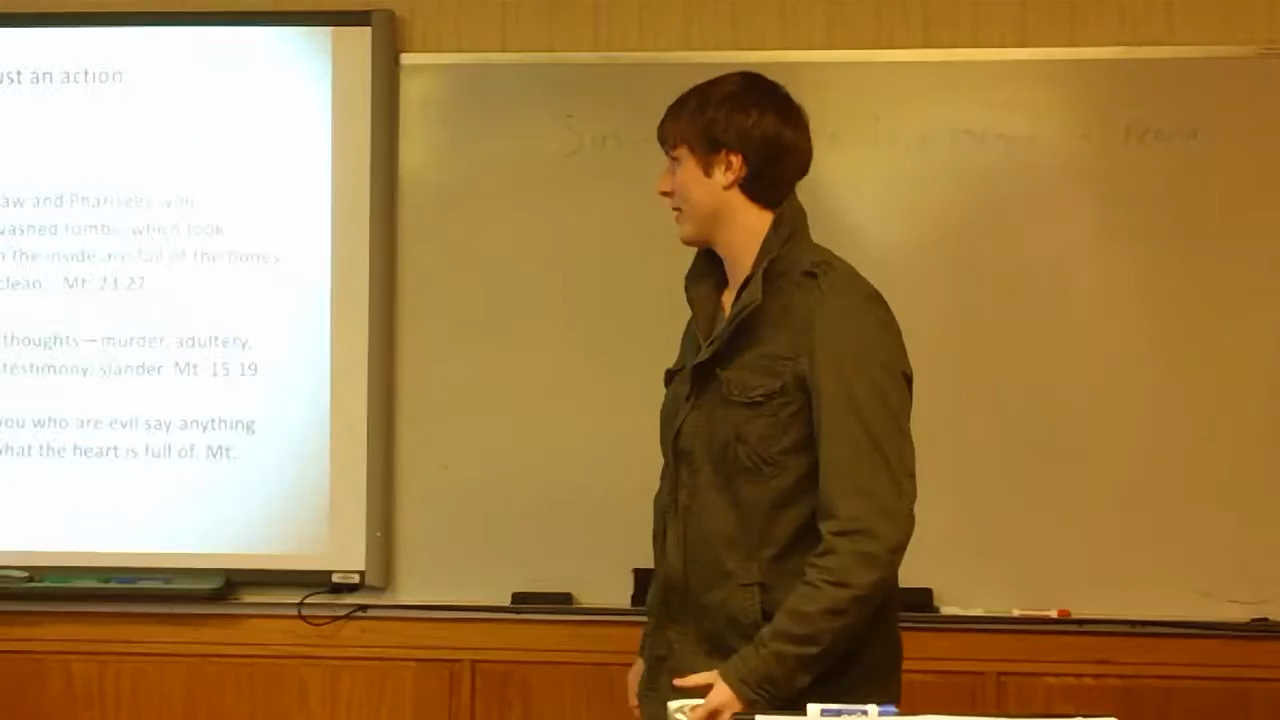 ust an action
aw and Pharisees, who
washed tombs, which look
n the inside are full of the bones
clean. Mt. 23:27
thoughts—murder, adultery,
testimony, slander. Mt. 15:19
you who are evil say anything
what the heart is full of. Mt.